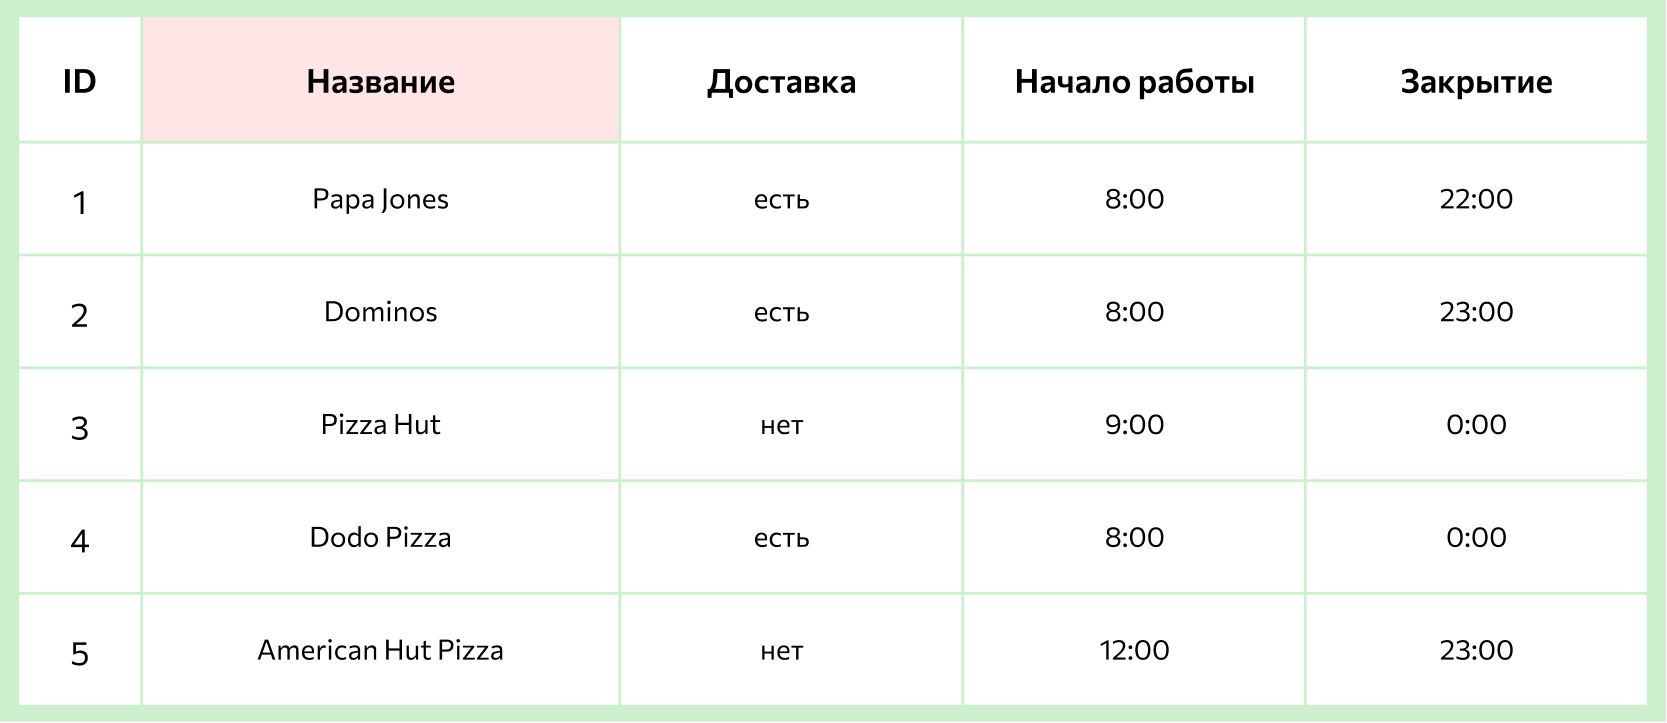 ID Название Доставка Начало работы Закрытие
1 Papa Jones есть 8:00 22:00
2 Dominos есть 8:00 23:00
3 Pizza Hut нет 9:00 0:00
4 Dodo Pizza есть 8:00 0:00
5 American Hut Pizza нет 12:00 23:00